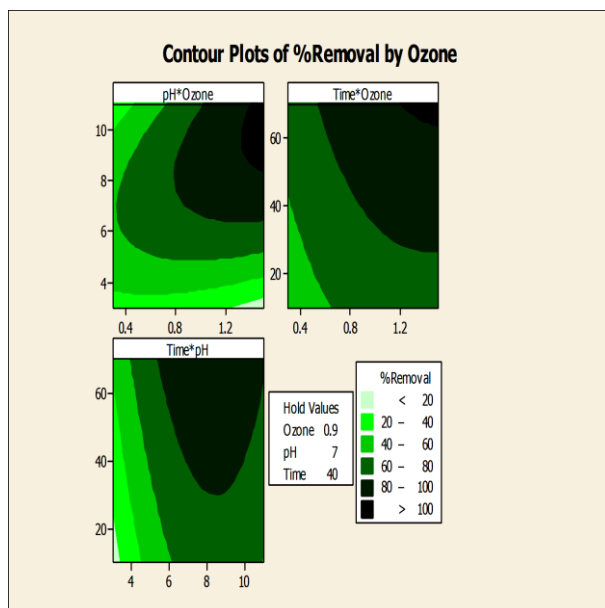 Contour Plots of %Removal by Ozone
pH*Ozone
10
8
6
4
0.4 0.8 1.2
Time*Ozone
60
40
20
0.4 0.8 1.2
Time*pH
60
40
20
4 6 8 10
Hold Values
Ozone 0.9
pH 7
Time 40
%Removal
< 20
20 – 40
40 – 60
60 – 80
80 – 100
> 100